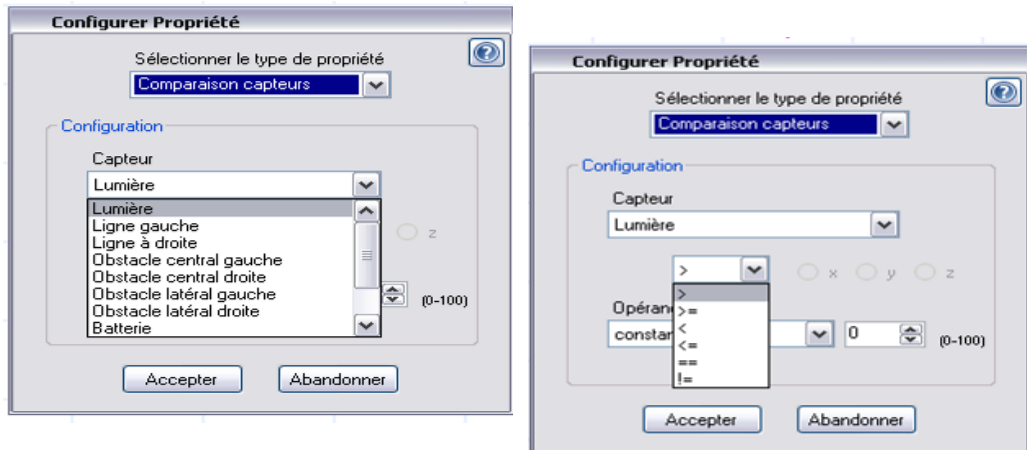 Configurer Propriété
Sélectionner le type de propriété
Comparaison capteurs
Configuration
Capteur
Lumière
Lumière
Ligne gauche
Ligne à droite
Obstacle central gauche
Obstacle central droite
Obstacle latéral gauche
Obstacle latéral droite
Batterie
z
(0-100)
Accepter Abandonner
Configurer Propriété
Sélectionner le type de propriété
Comparaison capteurs
Configuration
Capteur
Lumière
> x y z
>
>=
<
<=
==
!=
Opéran
constan 0 (0-100)
Accepter Abandonner